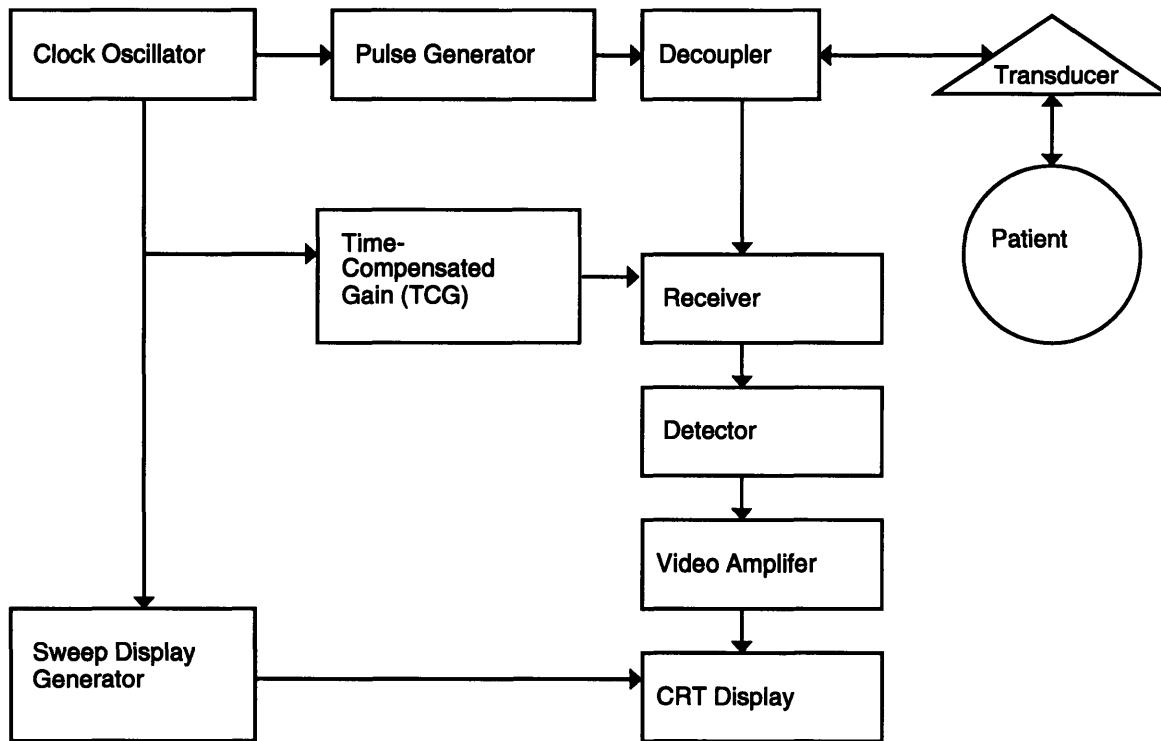 Clock Oscillator
Pulse Generator
Decoupler
Transducer
Time-
Compensated
Gain (TCG)
Patient
Receiver
Detector
Video Amplifer
Sweep Display
Generator
CRT Display